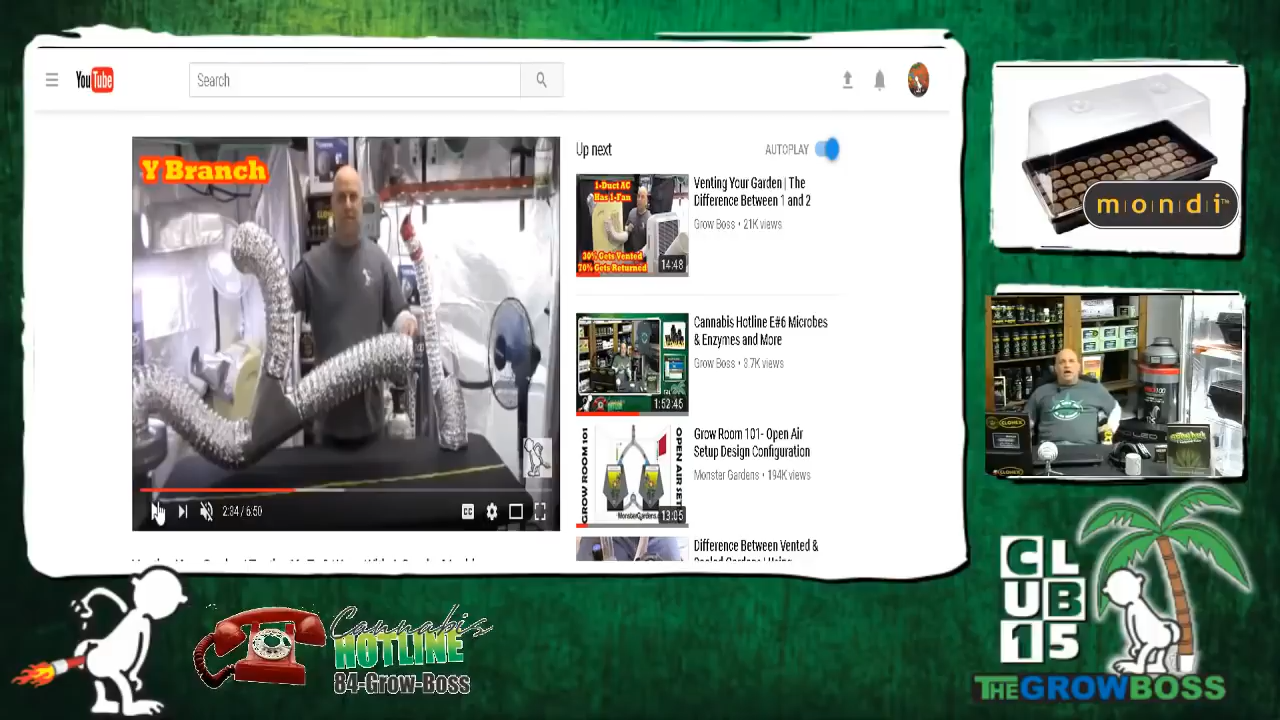 YouTube
Search
Y Branch
2:34 / 6:50
CC
Up next
AUTOPLAY
1-Duct AC
Has 1-Fan
30% Gets Vented
70% Gets Returned
14:48
Venting Your Garden | The
Difference Between 1 and 2
Grow Boss • 21K views
1:52:45
Cannabis Hotline E#6 Microbes
& Enzymes and More
Grow Boss • 3.7K views
GROW ROOM 101
OPEN AIR SET
MonsterGardens.com
13:05
Grow Room 101- Open Air
Setup Design Configuration
Monster Gardens • 194K views
Difference Between Vented &
mondi™
Cannabis
HOTLINE
84-Grow-Boss
CLUB
15
THEGROWBOSS